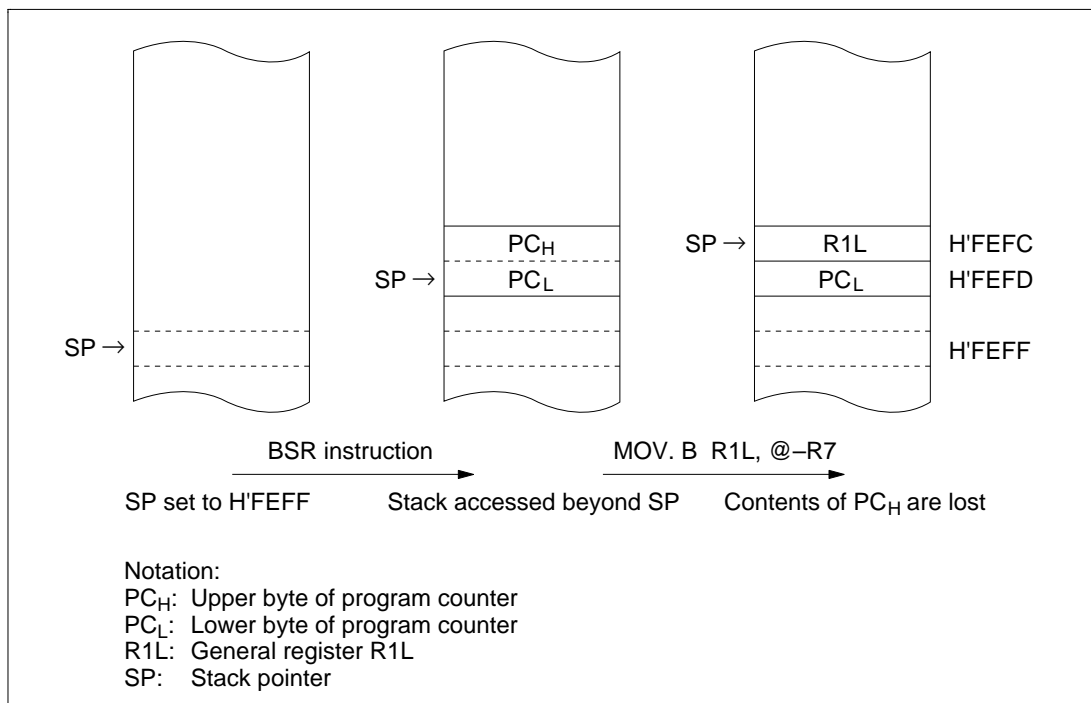 PCH
SP → R1L H'FEFC
SP → PCL PCL H'FEFD
SP → H'FEFF
BSR instruction MOV. B R1L, @–R7
SP set to H'FEFF Stack accessed beyond SP Contents of PCH are lost
Notation:
PCH: Upper byte of program counter
PCL: Lower byte of program counter
R1L: General register R1L
SP: Stack pointer